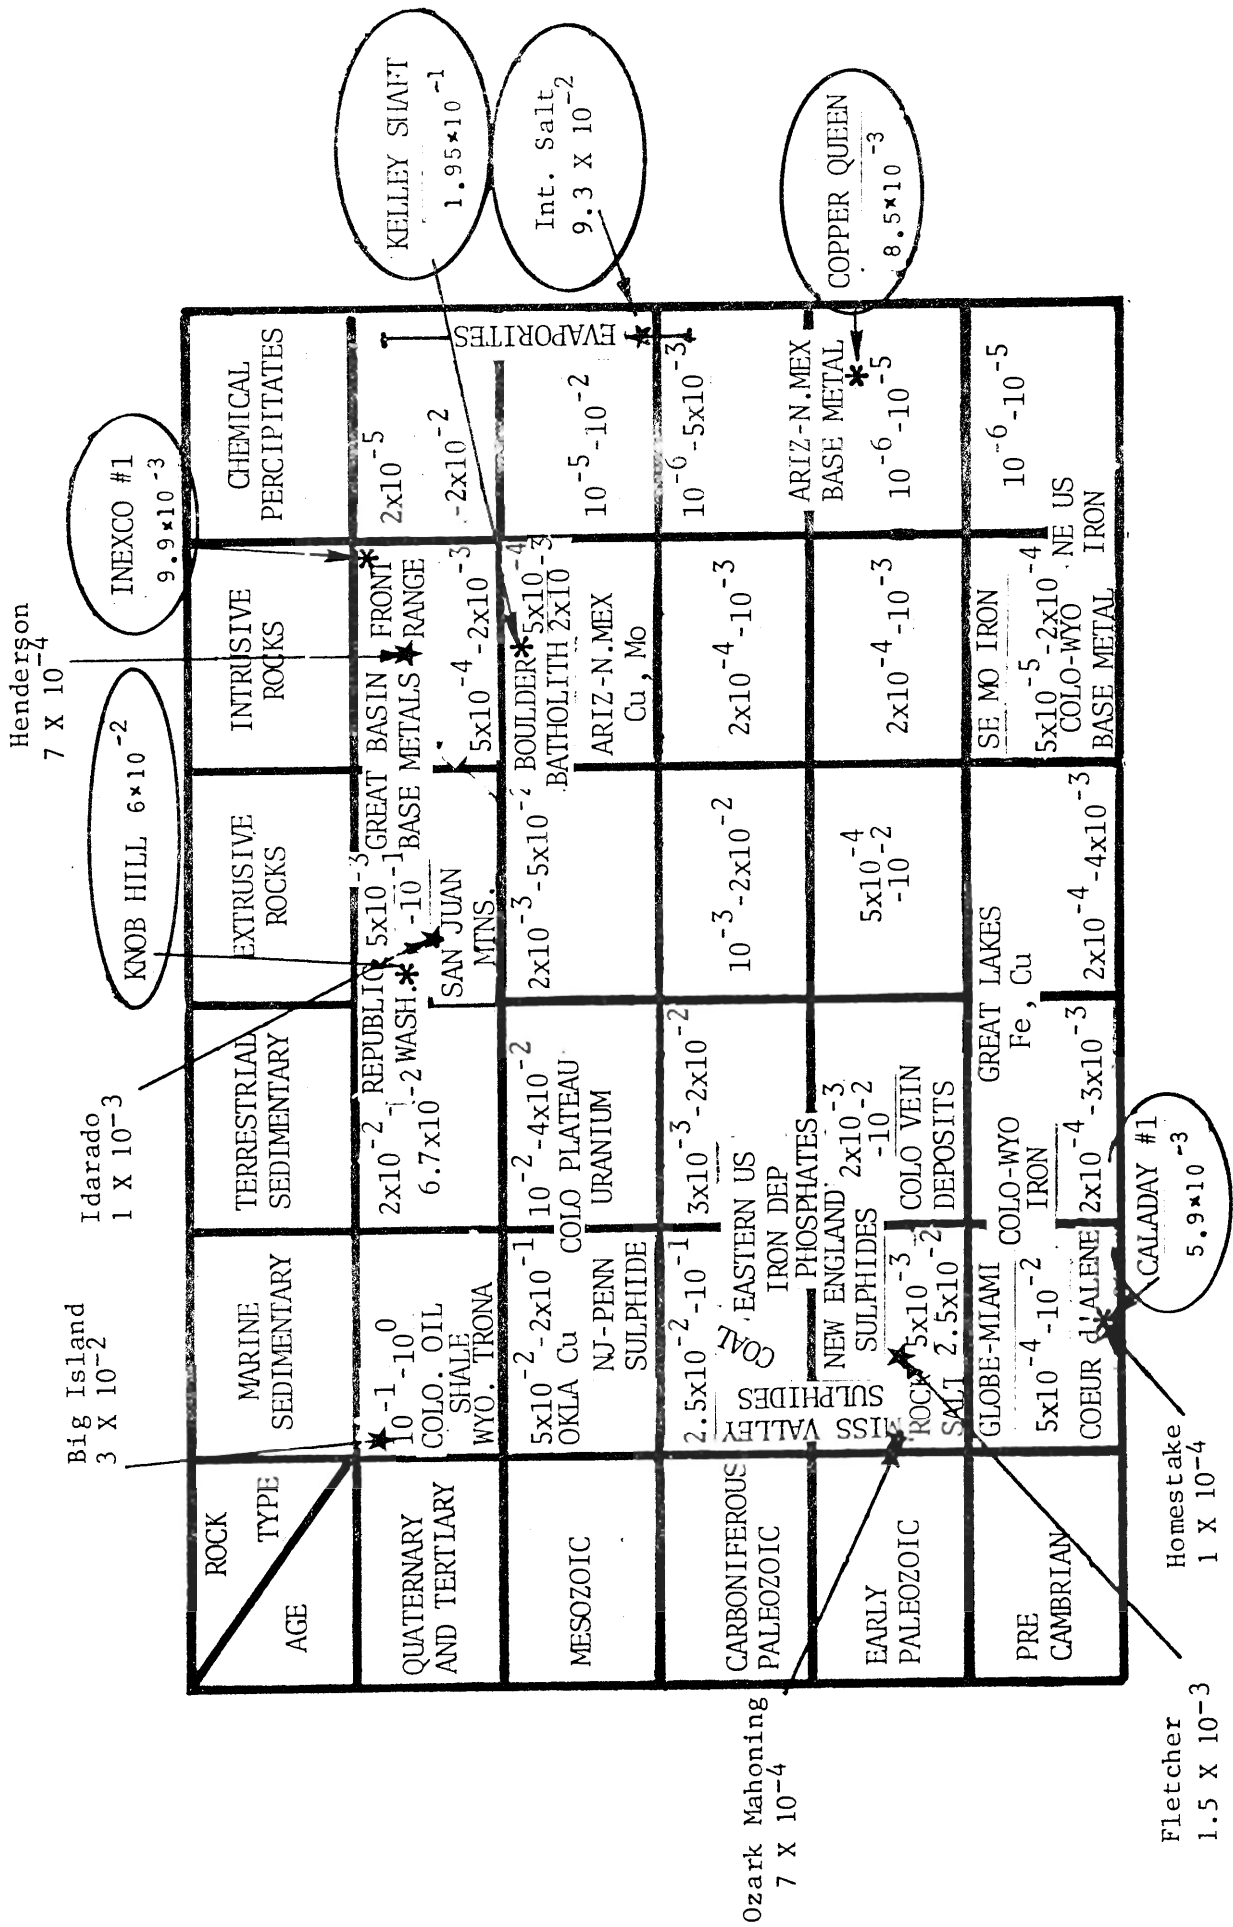 Big Island
3 X 10⁻²
Idarado
1 X 10⁻³
KNOB HILL 6×10⁻²
Henderson
7 X 10⁻⁴
INEXCO #1
9.9×10⁻³
KELLEY SHAFT
1.95×10⁻¹
Int. Salt
9.3 X 10⁻²
COPPER QUEEN
8.5×10⁻³
ROCK
TYPE
AGE
MARINE
SEDIMENTARY
TERRESTRIAL
SEDIMENTARY
EXTRUSIVE
ROCKS
INTRUSIVE
ROCKS
CHEMICAL
PERCIPITATES
QUATERNARY
AND TERTIARY
10⁻¹-10⁰
COLO. OIL
SHALE
WYO. TRONA
2x10⁻²-
6.7x10⁻²
REPUBLIC
WASH.
5x10⁻³
-10⁻¹
SAN JUAN
MTNS.
GREAT BASIN FRONT
BASE METALS RANGE
5x10⁻⁴-2x10⁻³
2x10⁻⁵
-2x10⁻²
EVAPORITES
MESOZOIC
5x10⁻²-2x10⁻¹
OKLA Cu
NJ-PENN
SULPHIDE
10⁻²-4x10⁻²
COLO PLATEAU
URANIUM
2x10⁻³-5x10⁻²
BOULDER 5x10⁻⁴
BATHOLITH 2x10⁻³
ARIZ-N.MEX
Cu, Mo
10⁻⁵-10⁻²
CARBONIFEROUS
PALEOZOIC
2.5x10⁻²-10⁻¹
COAL
EASTERN US
IRON DEP
PHOSPHATES
3x10⁻³-2x10⁻²
10⁻³-2x10⁻²
2x10⁻⁴-10⁻³
10⁻⁶-5x10⁻³
EARLY
PALEOZOIC
MISS VALLEY
SULPHIDES
NEW ENGLAND
SULPHIDES
ROCK 5x10⁻³
SALT 2.5x10⁻²
2x10⁻³
-10⁻²
COLO VEIN
DEPOSITS
5x10⁻⁴
-10⁻²
2x10⁻⁴-10⁻³
ARIZ-N.MEX
BASE METAL
10⁻⁶-10⁻⁵
PRE
CAMBRIAN
GLOBE-MIAMI
5x10⁻⁴-10⁻²
COEUR d'ALENE
COLO-WYO
IRON
2x10⁻⁴-3x10⁻³
GREAT LAKES
Fe, Cu
2x10⁻⁴-4x10⁻³
SE MO IRON
5x10⁻⁵-2x10⁻⁴
COLO-WYO
BASE METAL
NE US
IRON
10⁻⁶-10⁻⁵
Ozark Mahoning
7 X 10⁻⁴
Fletcher
1.5 X 10⁻³
Homestake
1 X 10⁻⁴
CALADAY #1
5.9×10⁻³